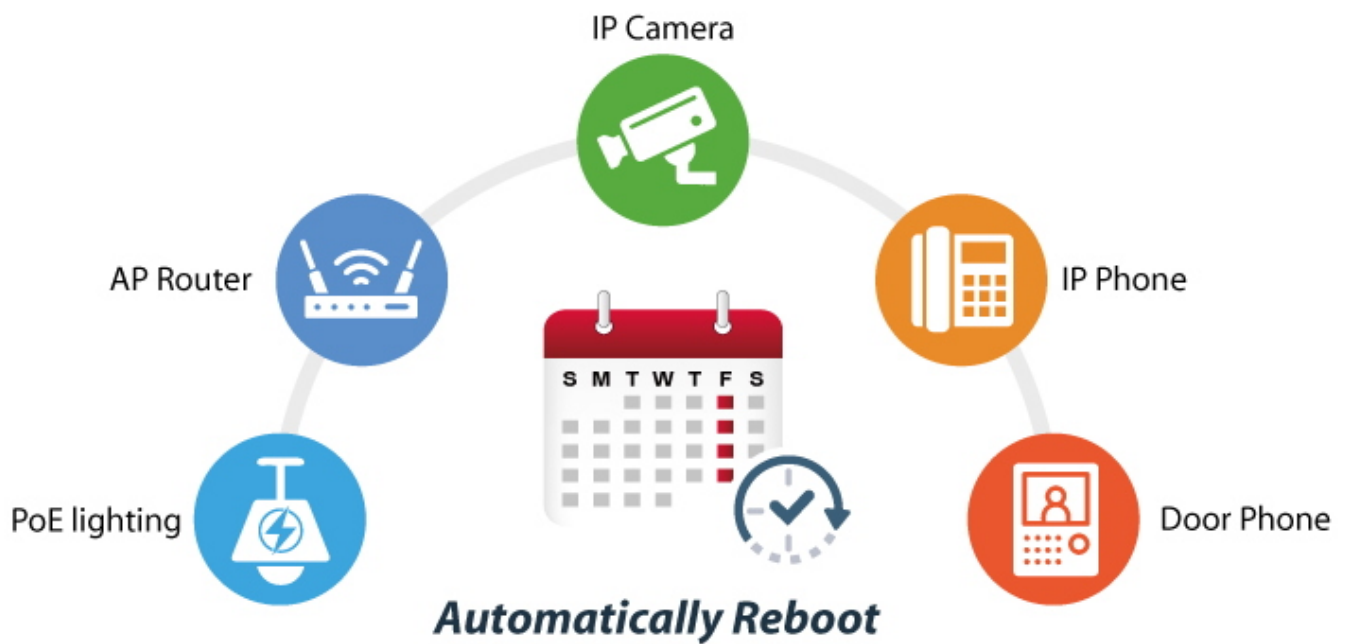 IP Camera
AP Router
IP Phone
S M T W T F S
PoE lighting
Door Phone
Automatically Reboot